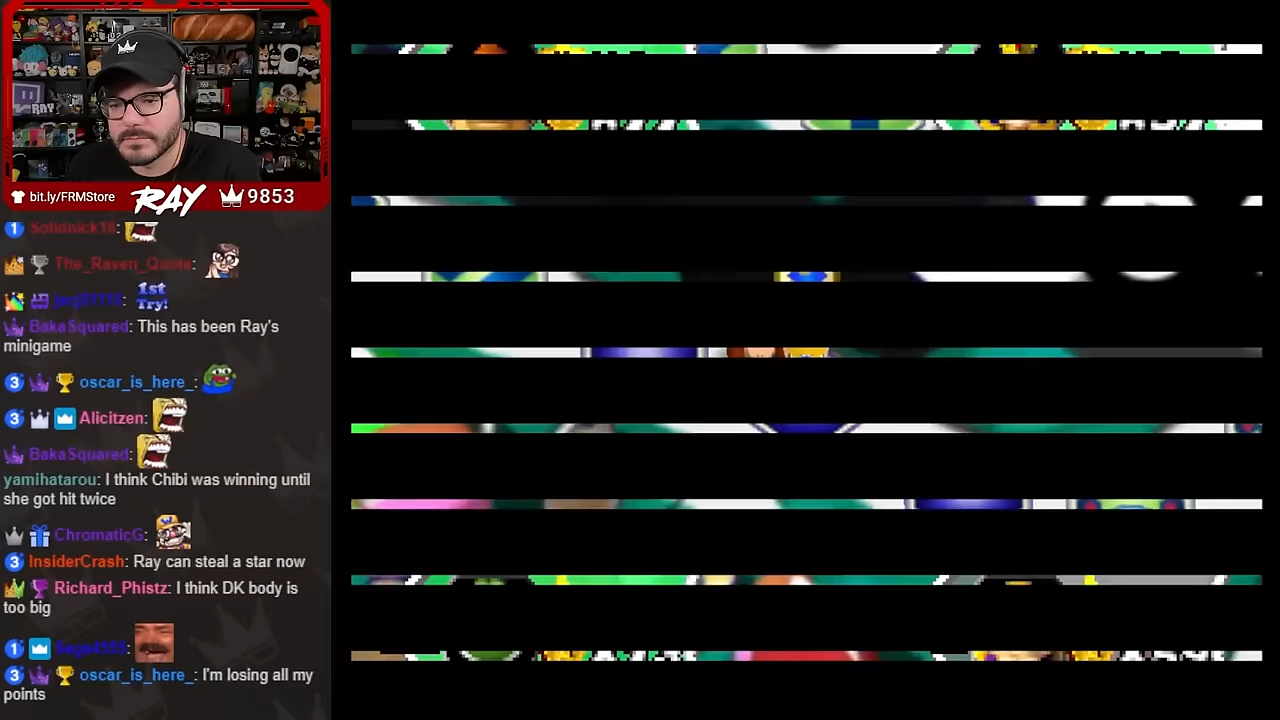 bit.ly/FRMStore RAY 9853
Solidnick18:
The_Raven_Quote:
1st Try!
BakaSquared: This has been Ray's
minigame
oscar_is_here_:
Alicitzen:
BakaSquared:
yamihatarou: I think Chibi was winning until
she got hit twice
ChromaticG:
InsiderCrash: Ray can steal a star now
Richard_Phistz: I think DK body is
too big
oscar_is_here_: I'm losing all my
points